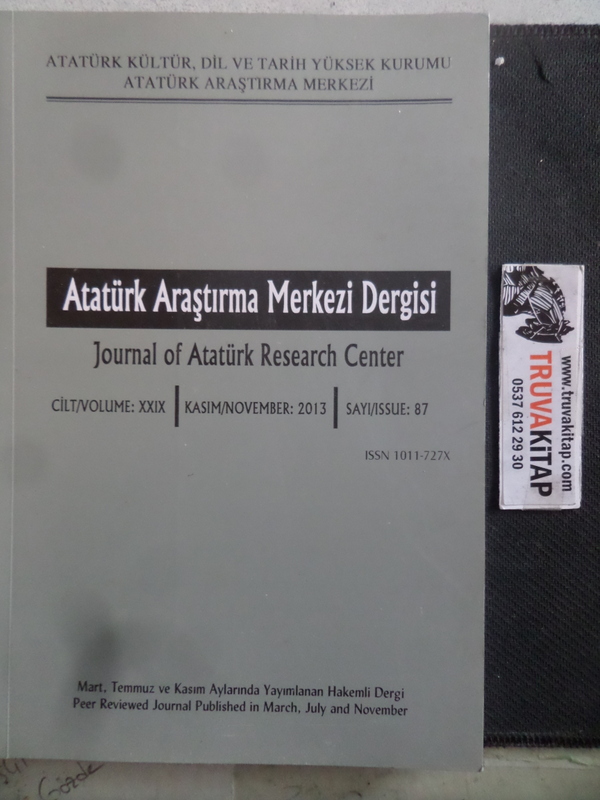 ATATÜRK KÜLTÜR, DİL VE TARİH YÜKSEK KURUMU
ATATÜRK ARAŞTIRMA MERKEZİ
Atatürk Araştırma Merkezi Dergisi
Journal of Atatürk Research Center
CİLT/VOLUME: XXIX | KASIM/NOVEMBER: 2013 | SAYI/ISSUE: 87
ISSN 1011-727X
Mart, Temmuz ve Kasım Aylarında Yayımlanan Hakemli Dergi
Peer Reviewed Journal Published in March, July and November
www.truvakitap.com
TRUVAKİTAP
0537 612 29 30